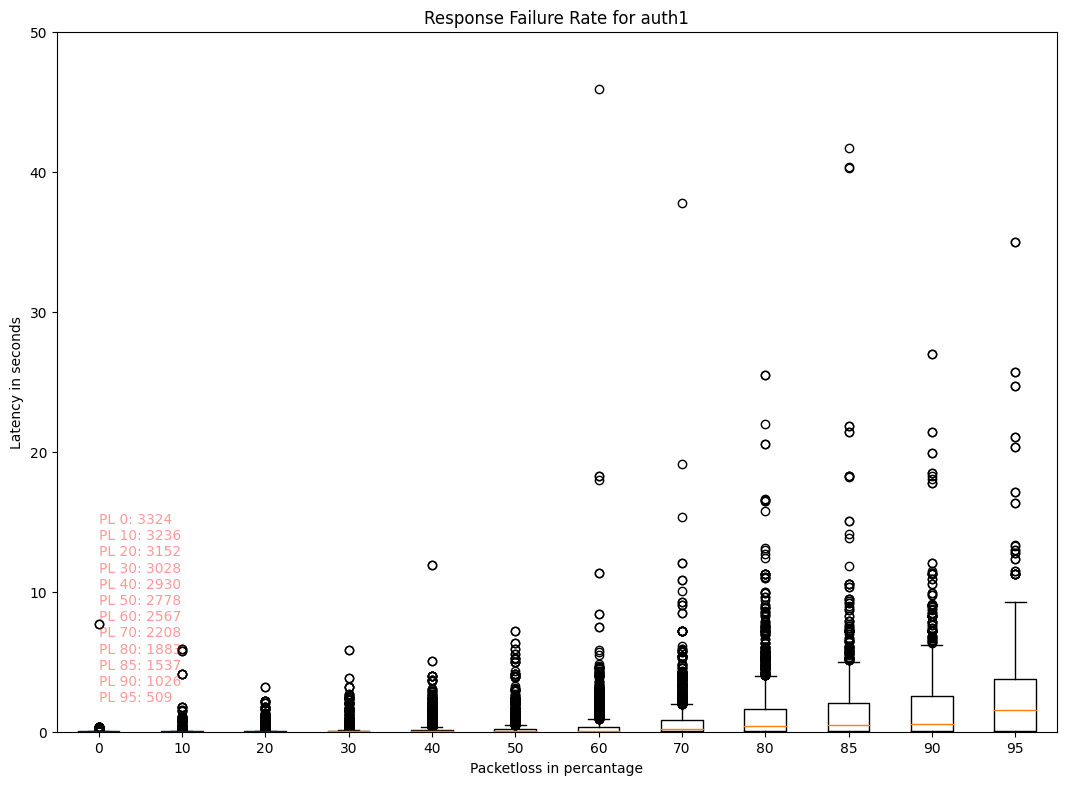 Response Failure Rate for auth1
Latency in seconds
50
40
30
20
10
0
PL 0: 3324
PL 10: 3236
PL 20: 3152
PL 30: 3028
PL 40: 2930
PL 50: 2778
PL 60: 2567
PL 70: 2208
PL 80: 1883
PL 85: 1537
PL 90: 1026
PL 95: 509
0 10 20 30 40 50 60 70 80 85 90 95
Packetloss in percantage